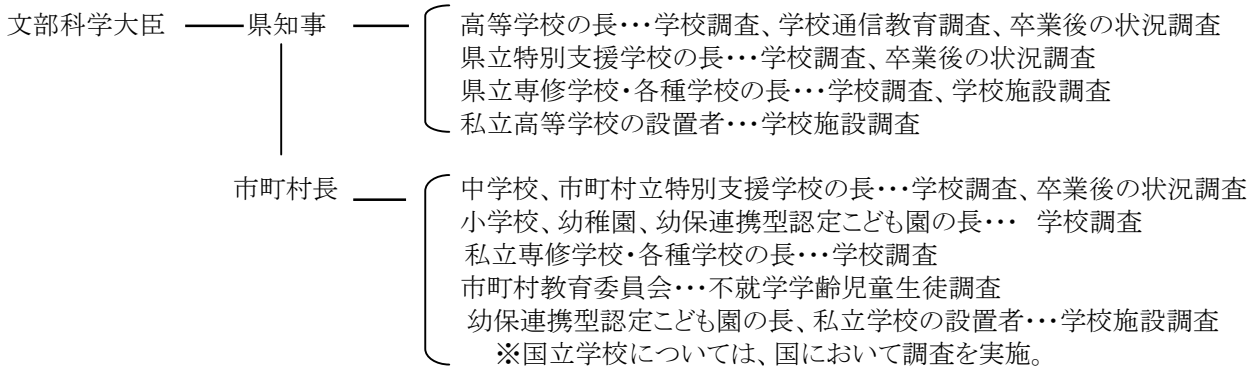 文部科学大臣 県知事 高等学校の長･･･学校調査、学校通信教育調査、卒業後の状況調査
県立特別支援学校の長･･･学校調査、卒業後の状況調査
県立専修学校･各種学校の長･･･学校調査、学校施設調査
私立高等学校の設置者･･･学校施設調査
市町村長 中学校、市町村立特別支援学校の長･･･学校調査、卒業後の状況調査
小学校、幼稚園、幼保連携型認定こども園の長･･･ 学校調査
私立専修学校･各種学校の長･･･学校調査
市町村教育委員会･･･不就学学齢児童生徒調査
幼保連携型認定こども園の長、私立学校の設置者･･･学校施設調査
※国立学校については、国において調査を実施。